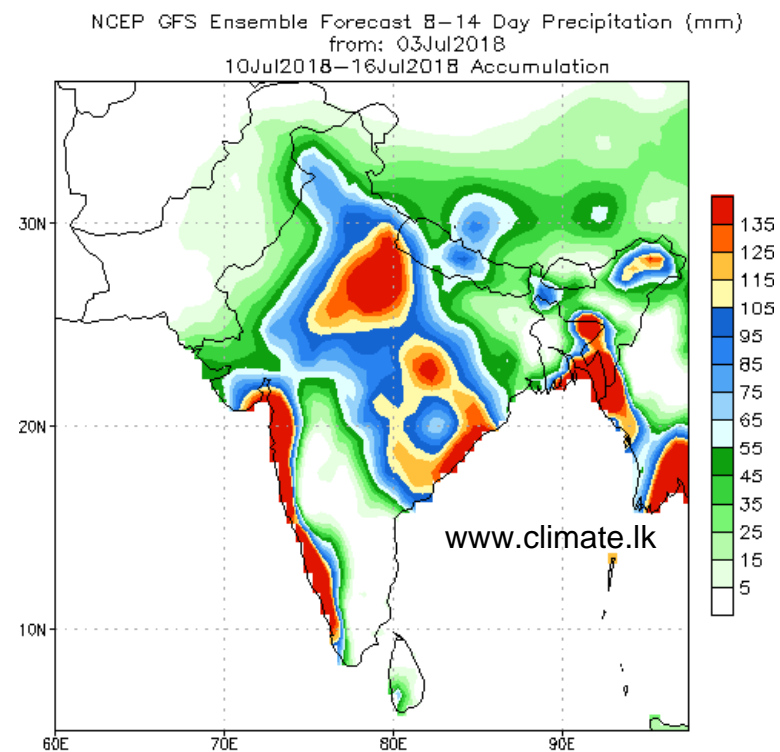 NCEP GFS Ensemble Forecast 8-14 Day Precipitation (mm)
from: 03Jul2018
10Jul2018-16Jul2018 Accumulation
30N
20N
10N
60E
70E
80E
90E
www.climate.lk
135
125
115
105
95
85
75
65
55
45
35
25
15
5